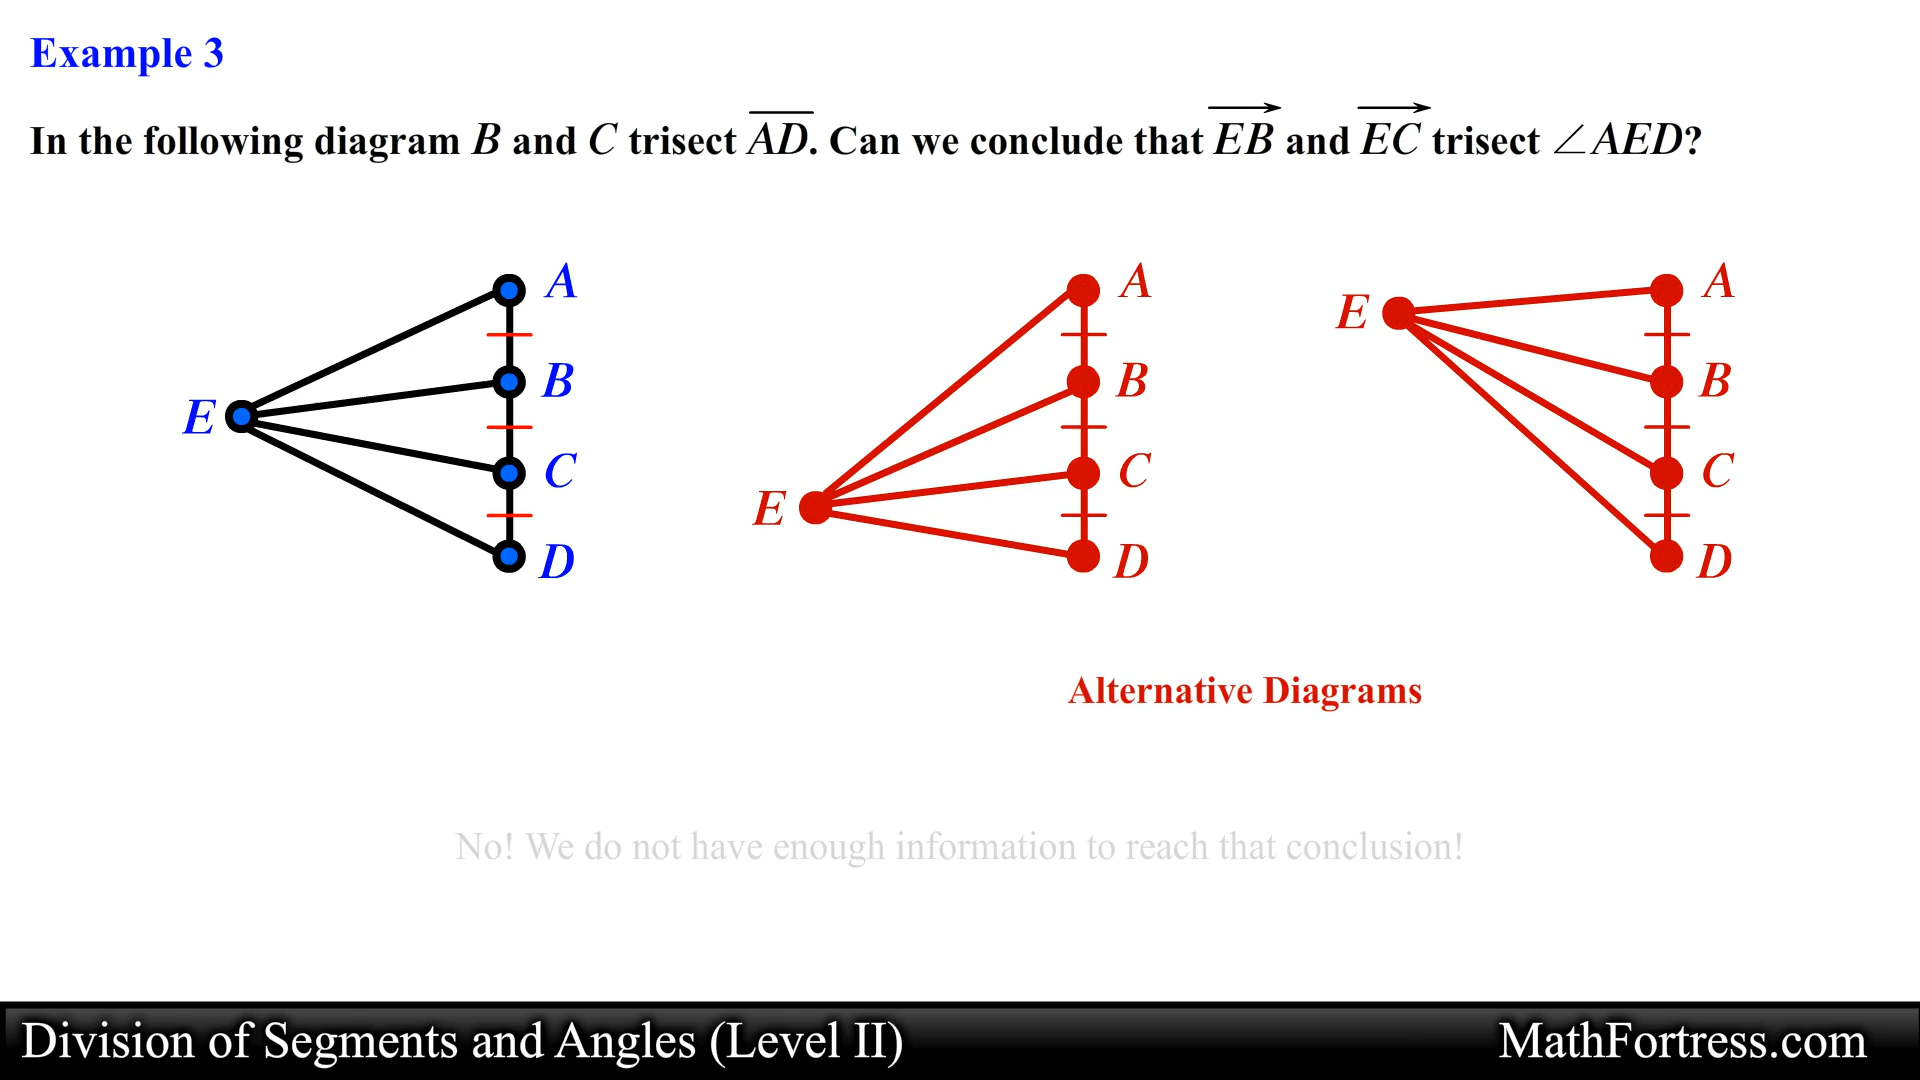 Example 3
In the following diagram B and C trisect AD. Can we conclude that EB and EC trisect ∠AED?
A A A
E
B B B
E
C C C
E
D D D
Alternative Diagrams
No! We do not have enough information to reach that conclusion!
Division of Segments and Angles (Level II) MathFortress.com